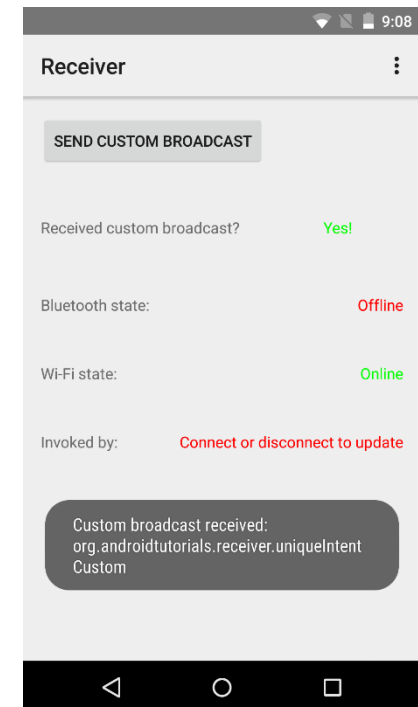 9:08
Receiver
SEND CUSTOM BROADCAST
Received custom broadcast? Yes!
Bluetooth state: Offline
Wi-Fi state: Online
Invoked by: Connect or disconnect to update
Custom broadcast received:
org.androidtutorials.receiver.uniqueIntent
Custom